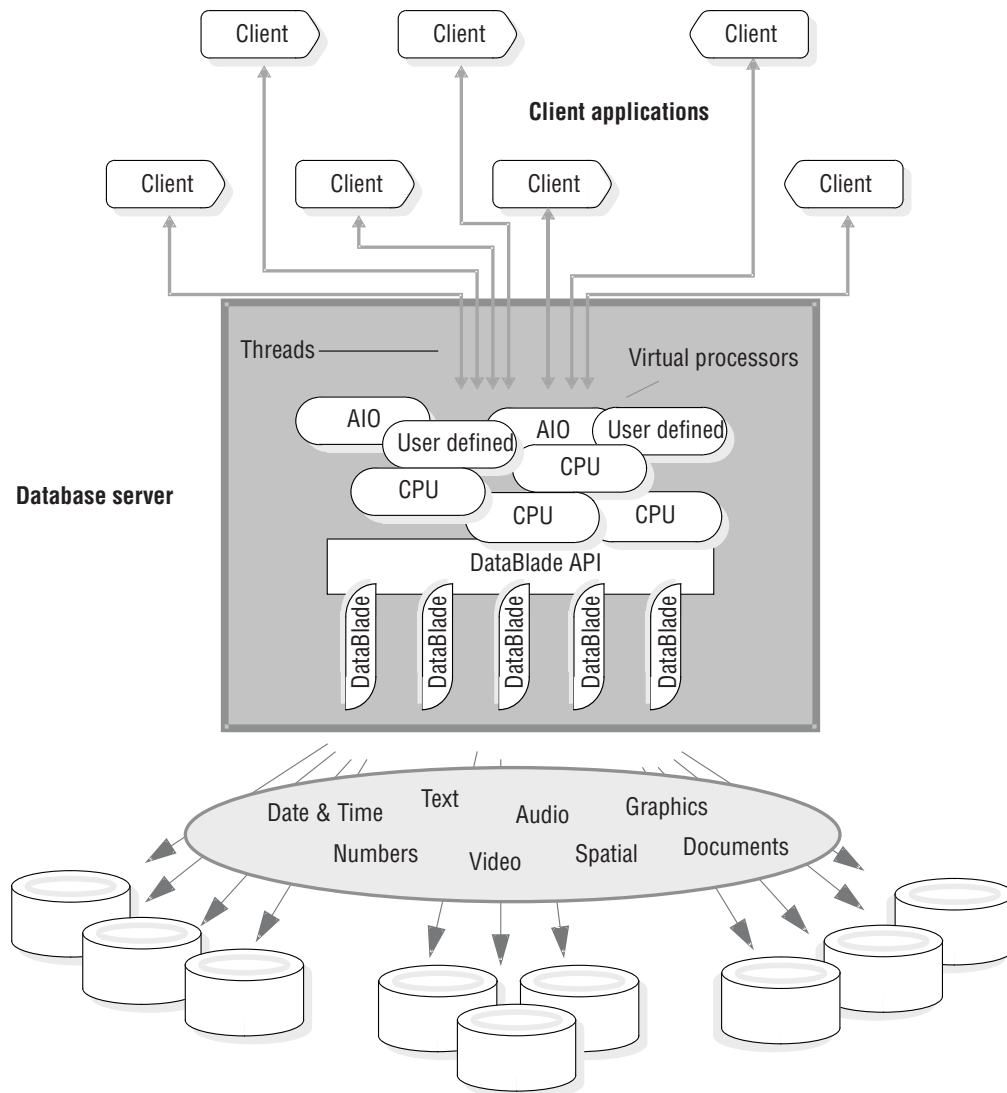 Client
Client
Client
Client applications
Client
Client
Client
Client
Threads
Virtual processors
AIO
AIO
User defined
User defined
CPU
CPU
Database server
CPU
CPU
DataBlade API
DataBlade
DataBlade
DataBlade
DataBlade
DataBlade
Date & Time
Text
Audio
Graphics
Numbers
Video
Spatial
Documents